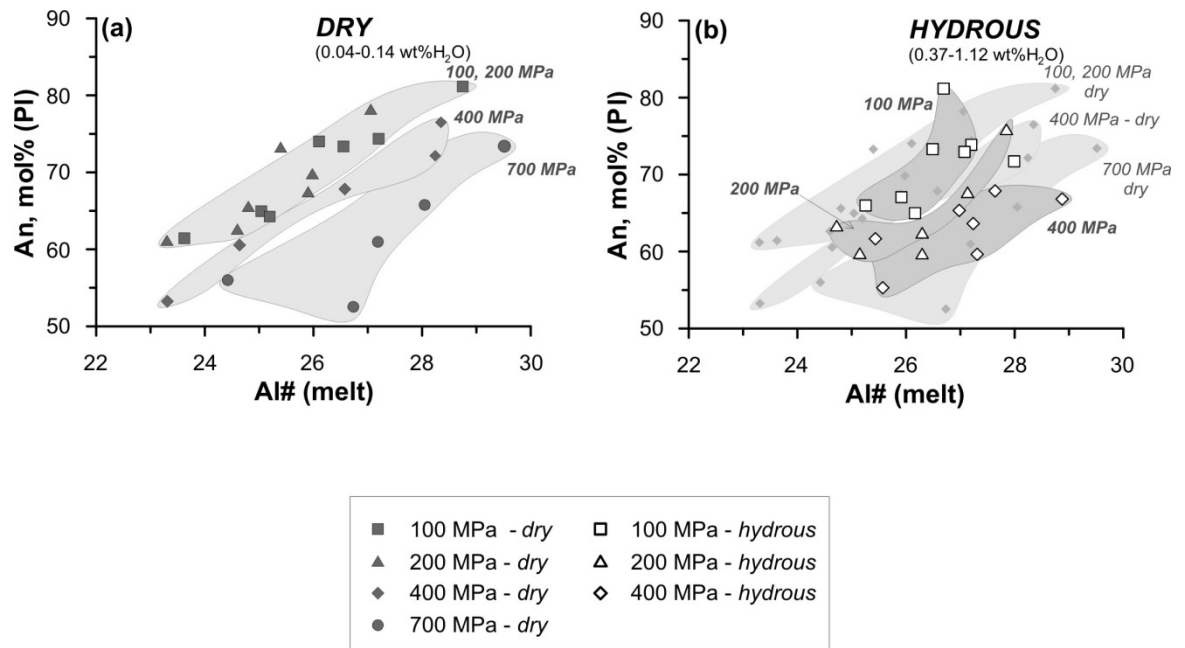 (a)
DRY
(0.04-0.14 wt%H₂O)
An, mol% (Pl)
90
80
70
60
50
100, 200 MPa
400 MPa
700 MPa
22 24 26 28 30
Al# (melt)
(b)
HYDROUS
(0.37-1.12 wt%H₂O)
An, mol% (Pl)
90
80
70
60
50
100 MPa
100, 200 MPa
dry
400 MPa - dry
700 MPa
dry
200 MPa
400 MPa
22 24 26 28 30
Al# (melt)
100 MPa - dry
200 MPa - dry
400 MPa - dry
700 MPa - dry
100 MPa - hydrous
200 MPa - hydrous
400 MPa - hydrous